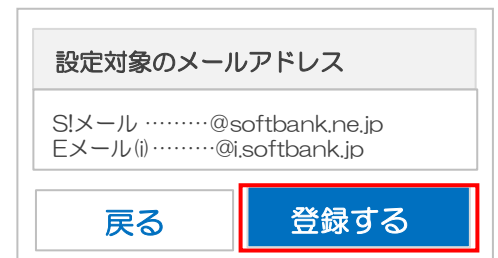 設定対象のメールアドレス
S!メール ………@softbank.ne.jp
Eメール(i)………@i.softbank.jp
戻る
登録する